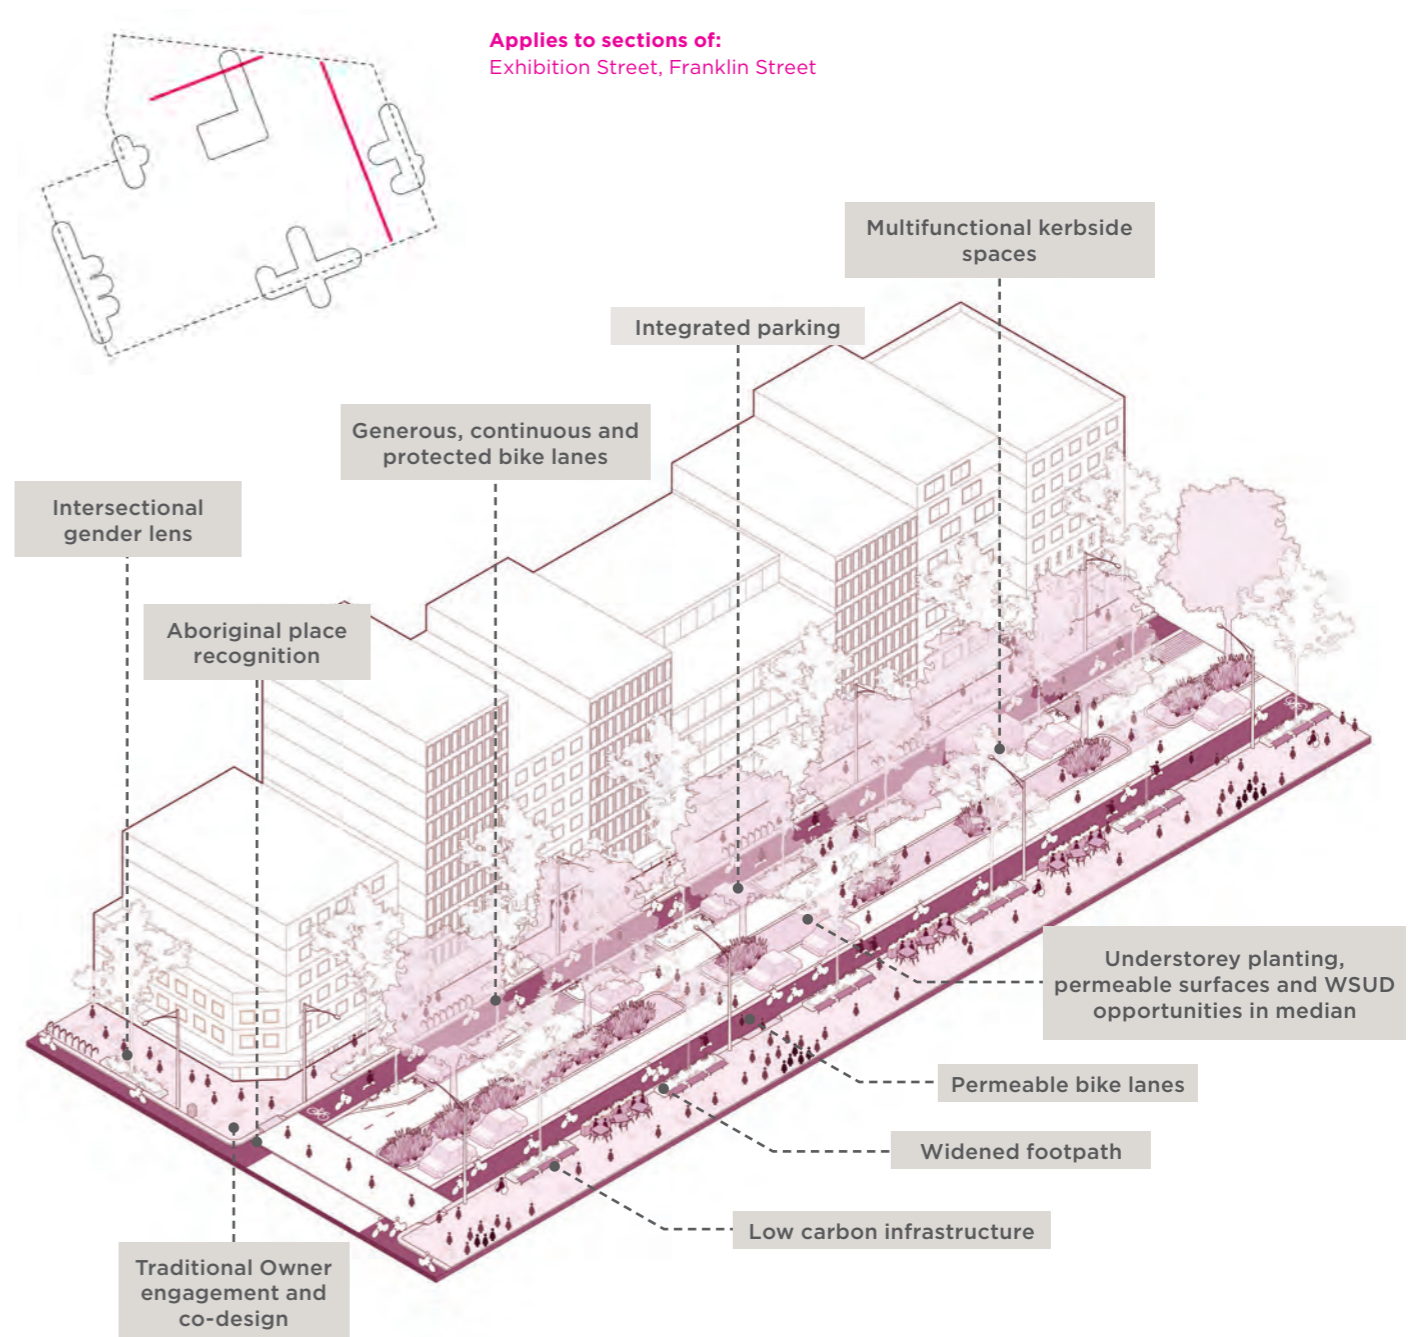 Applies to sections of:
Exhibition Street, Franklin Street
Multifunctional kerbside
spaces
Integrated parking
Generous, continuous and
protected bike lanes
Intersectional
gender lens
Aboriginal place
recognition
Understorey planting,
permeable surfaces and WSUD
opportunities in median
Permeable bike lanes
Widened footpath
Low carbon infrastructure
Traditional Owner
engagement and
co-design